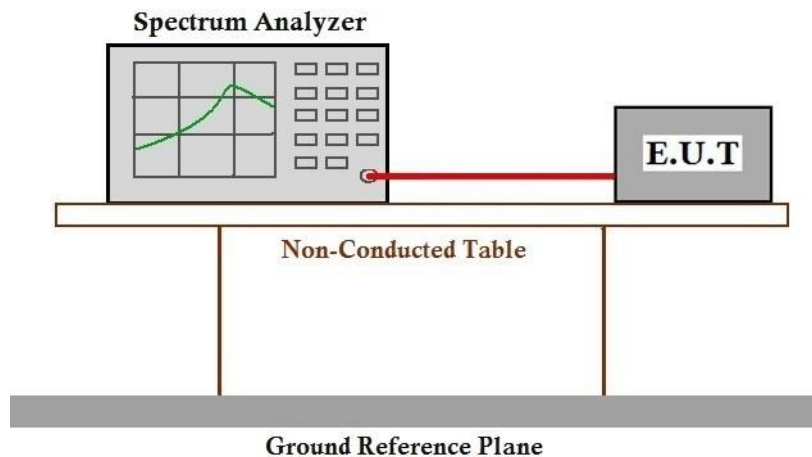 Spectrum Analyzer
E.U.T
Non-Conducted Table
Ground Reference Plane